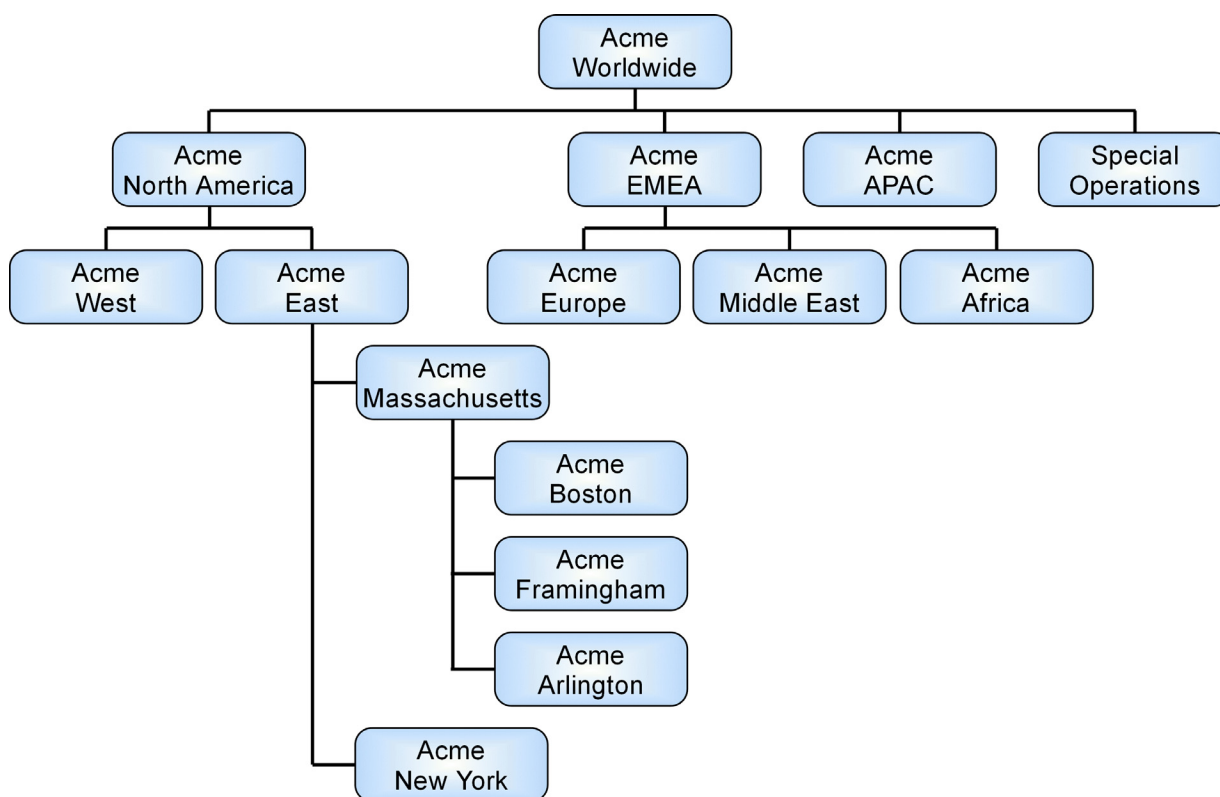 Acme
Worldwide
Acme
North America
Acme
EMEA
Acme
APAC
Special
Operations
Acme
West
Acme
East
Acme
Europe
Acme
Middle East
Acme
Africa
Acme
Massachusetts
Acme
Boston
Acme
Framingham
Acme
Arlington
Acme
New York